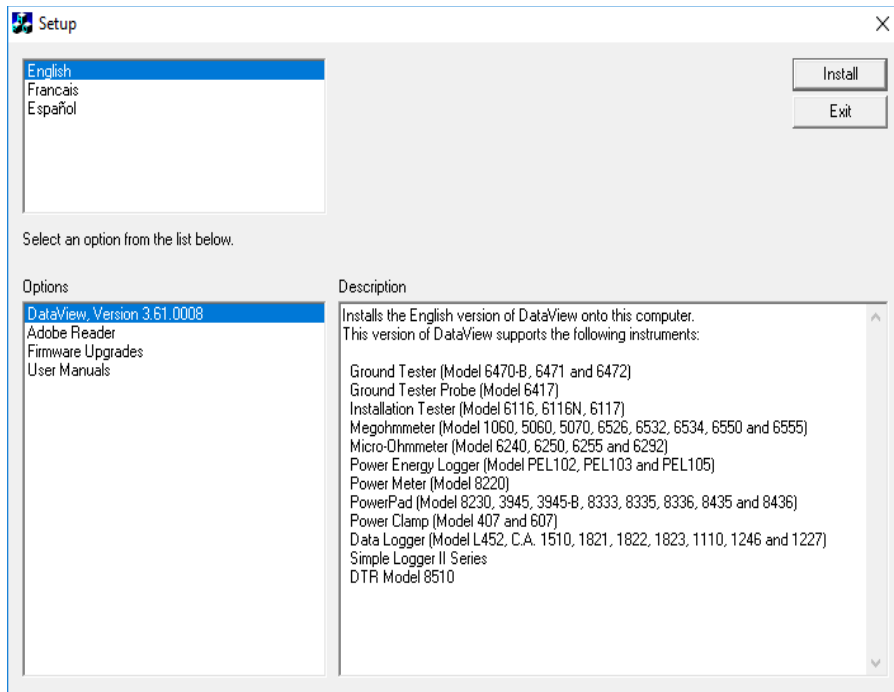 Setup
English
Francais
Español
Install
Exit
Select an option from the list below.
Options
DataView, Version 3.61.0008
Adobe Reader
Firmware Upgrades
User Manuals
Description
Installs the English version of DataView onto this computer.
This version of DataView supports the following instruments:
Ground Tester (Model 6470-B, 6471 and 6472)
Ground Tester Probe (Model 6417)
Installation Tester (Model 6116, 6116N, 6117)
Megohmmeter (Model 1060, 5060, 5070, 6526, 6532, 6534, 6550 and 6555)
Micro-Ohmmeter (Model 6240, 6250, 6255 and 6292)
Power Energy Logger (Model PEL102, PEL103 and PEL105)
Power Meter (Model 8220)
PowerPad (Model 8230, 3945, 3945-B, 8333, 8335, 8336, 8435 and 8436)
Power Clamp (Model 407 and 607)
Data Logger (Model L452, C.A. 1510, 1821, 1822, 1823, 1110, 1246 and 1227)
Simple Logger II Series
DTR Model 8510